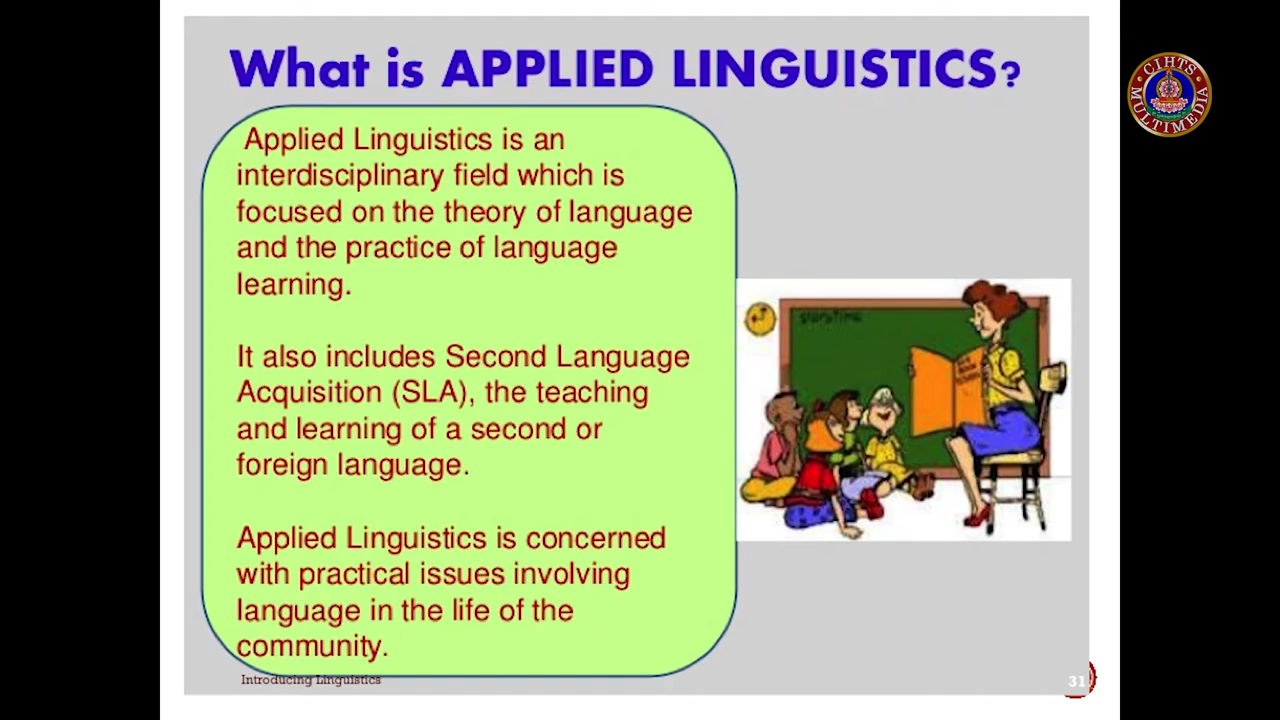 What is APPLIED LINGUISTICS?
Applied Linguistics is an
interdisciplinary field which is
focused on the theory of language
and the practice of language
learning.
It also includes Second Language
Acquisition (SLA), the teaching
and learning of a second or
foreign language.
Applied Linguistics is concerned
with practical issues involving
language in the life of the
community.
storytime
Introducing Linguistics
31
CIHTS
MULTIMEDIA